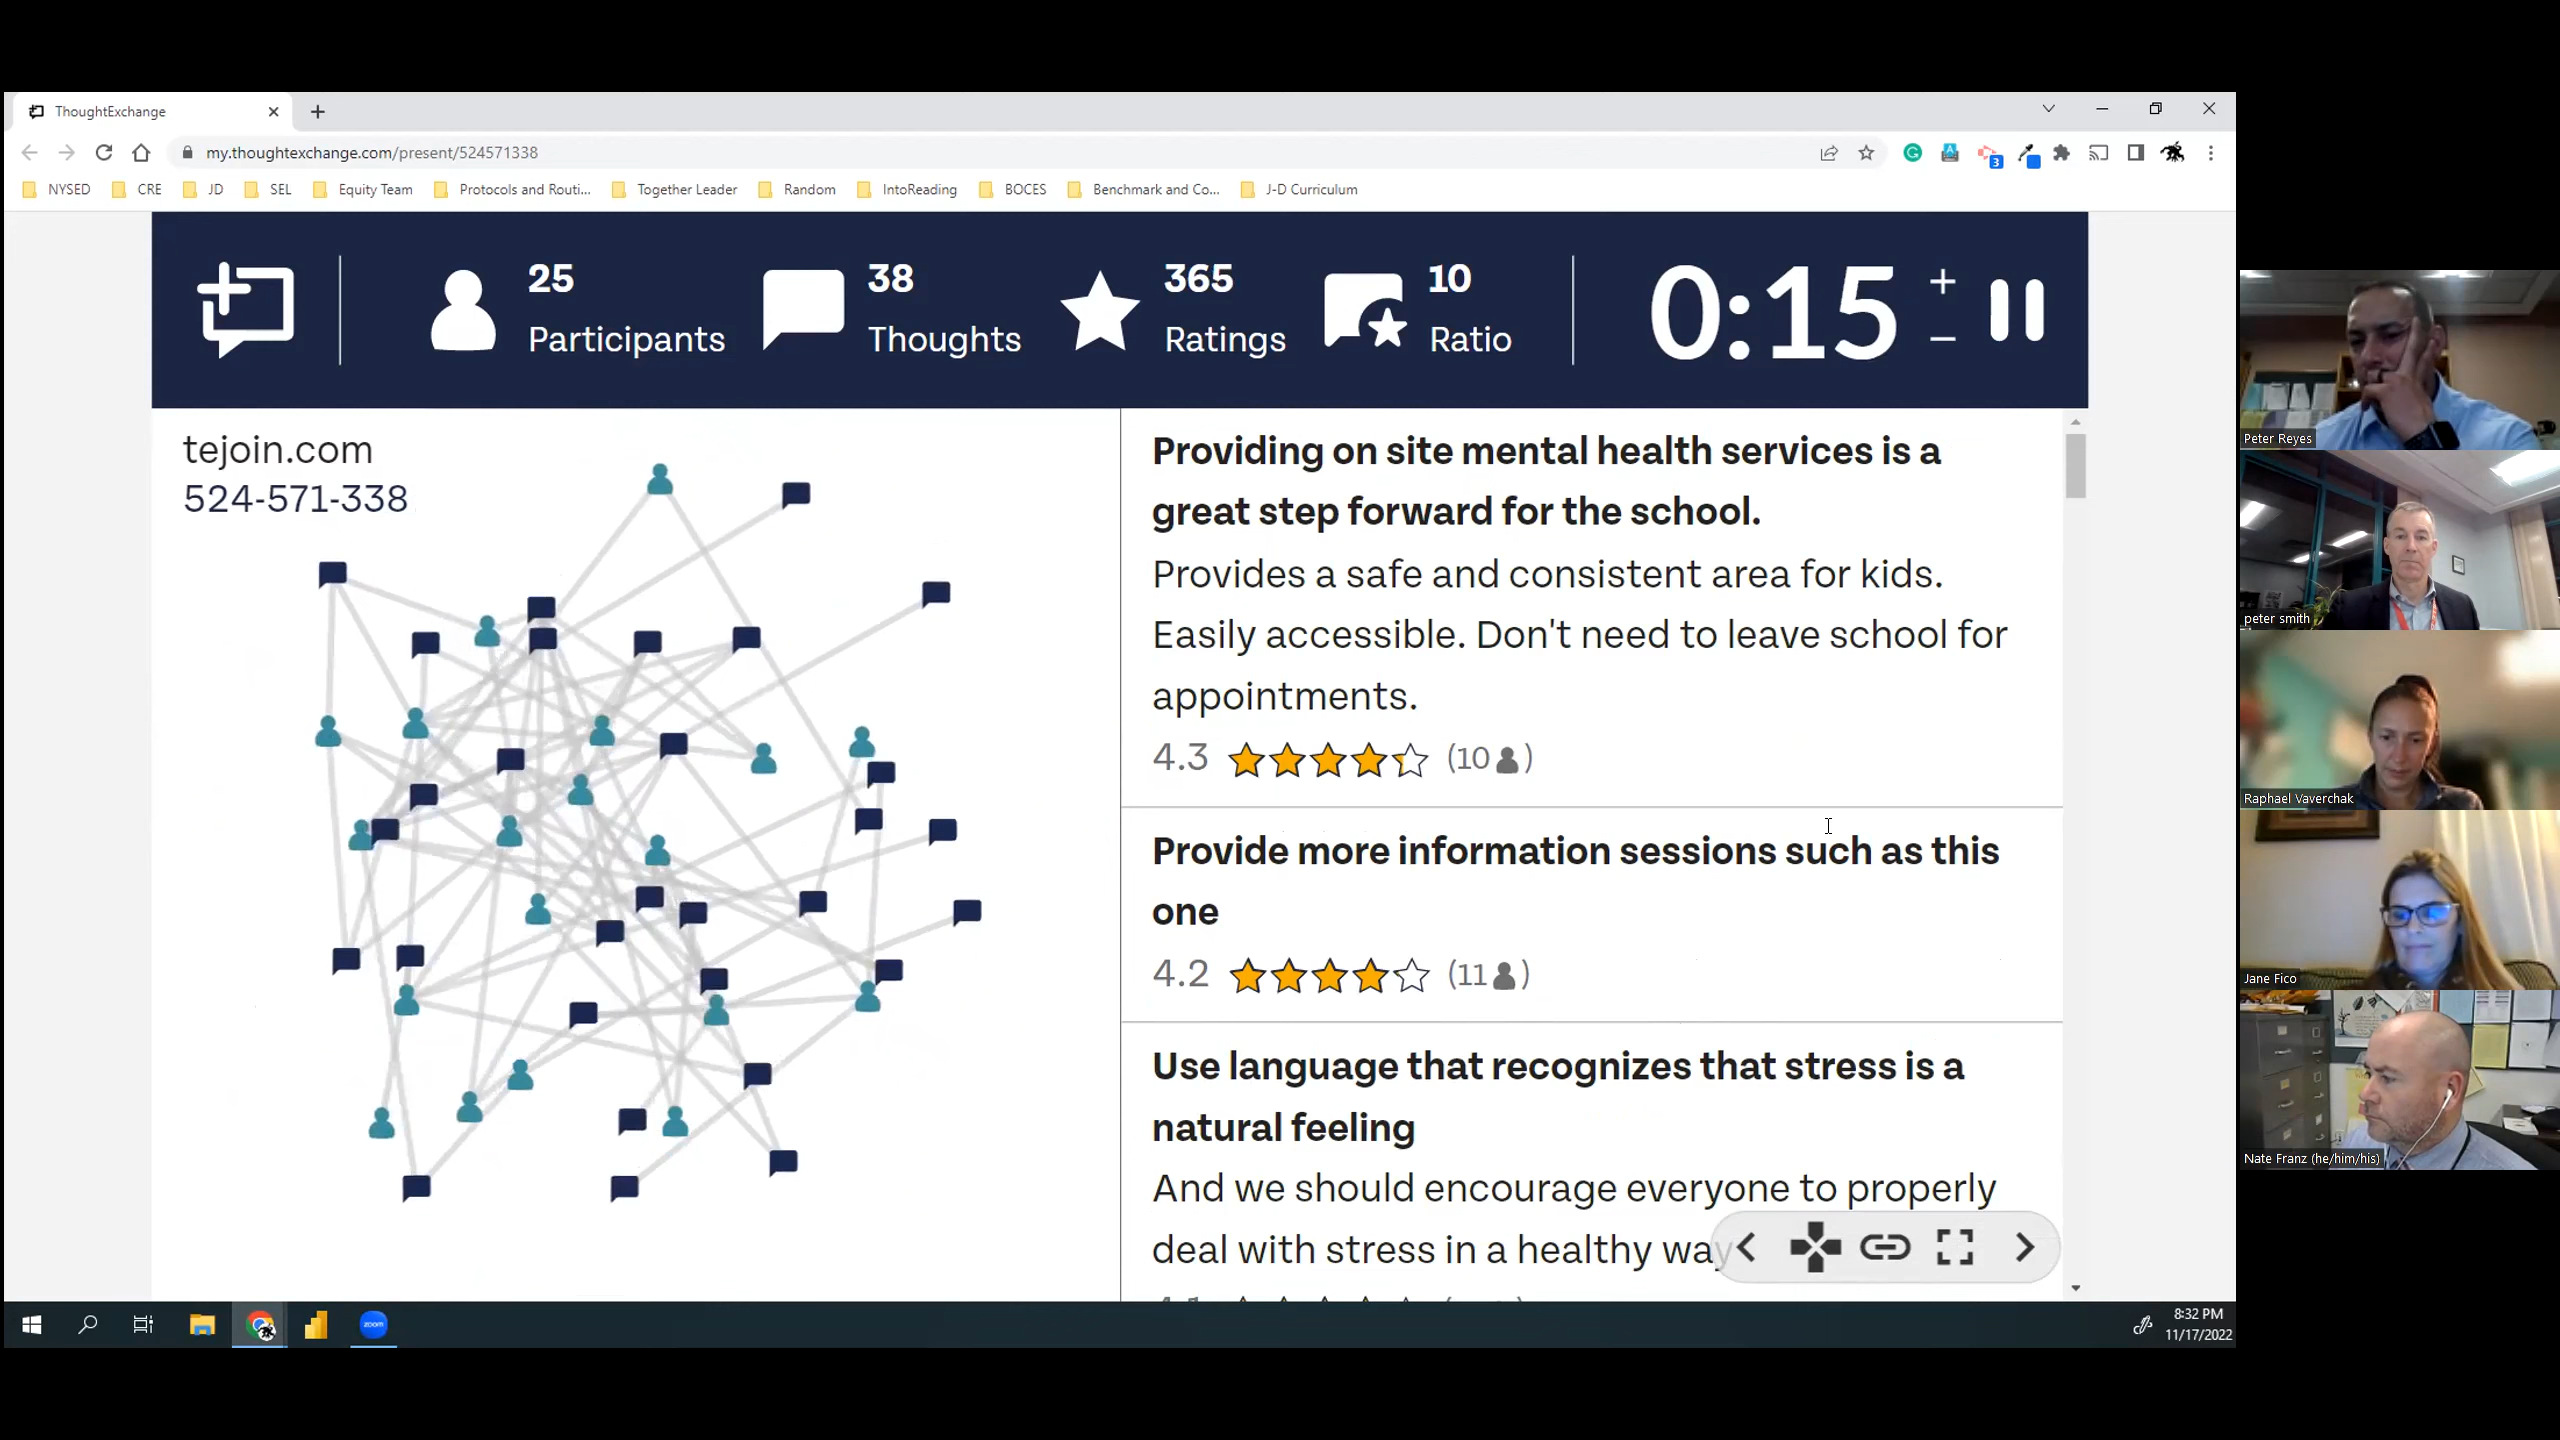 ThoughtExchange
my.thoughtexchange.com/present/524571338
NYSED CRE JD SEL Equity Team Protocols and Routi... Together Leader Random IntoReading BOCES Benchmark and Co... J-D Curriculum
25
Participants
38
Thoughts
365
Ratings
10
Ratio
0:15
+
−
tejoin.com
524-571-338
Providing on site mental health services is a
great step forward for the school.
Provides a safe and consistent area for kids.
Easily accessible. Don't need to leave school for
appointments.
4.3 (10)
Provide more information sessions such as this
one
4.2 (11)
Use language that recognizes that stress is a
natural feeling
And we should encourage everyone to properly
deal with stress in a healthy way
3
zoom
8:32 PM
11/17/2022
Peter Reyes
peter smith
Raphael Vaverchak
Jane Fico
Nate Franz (he/him/his)